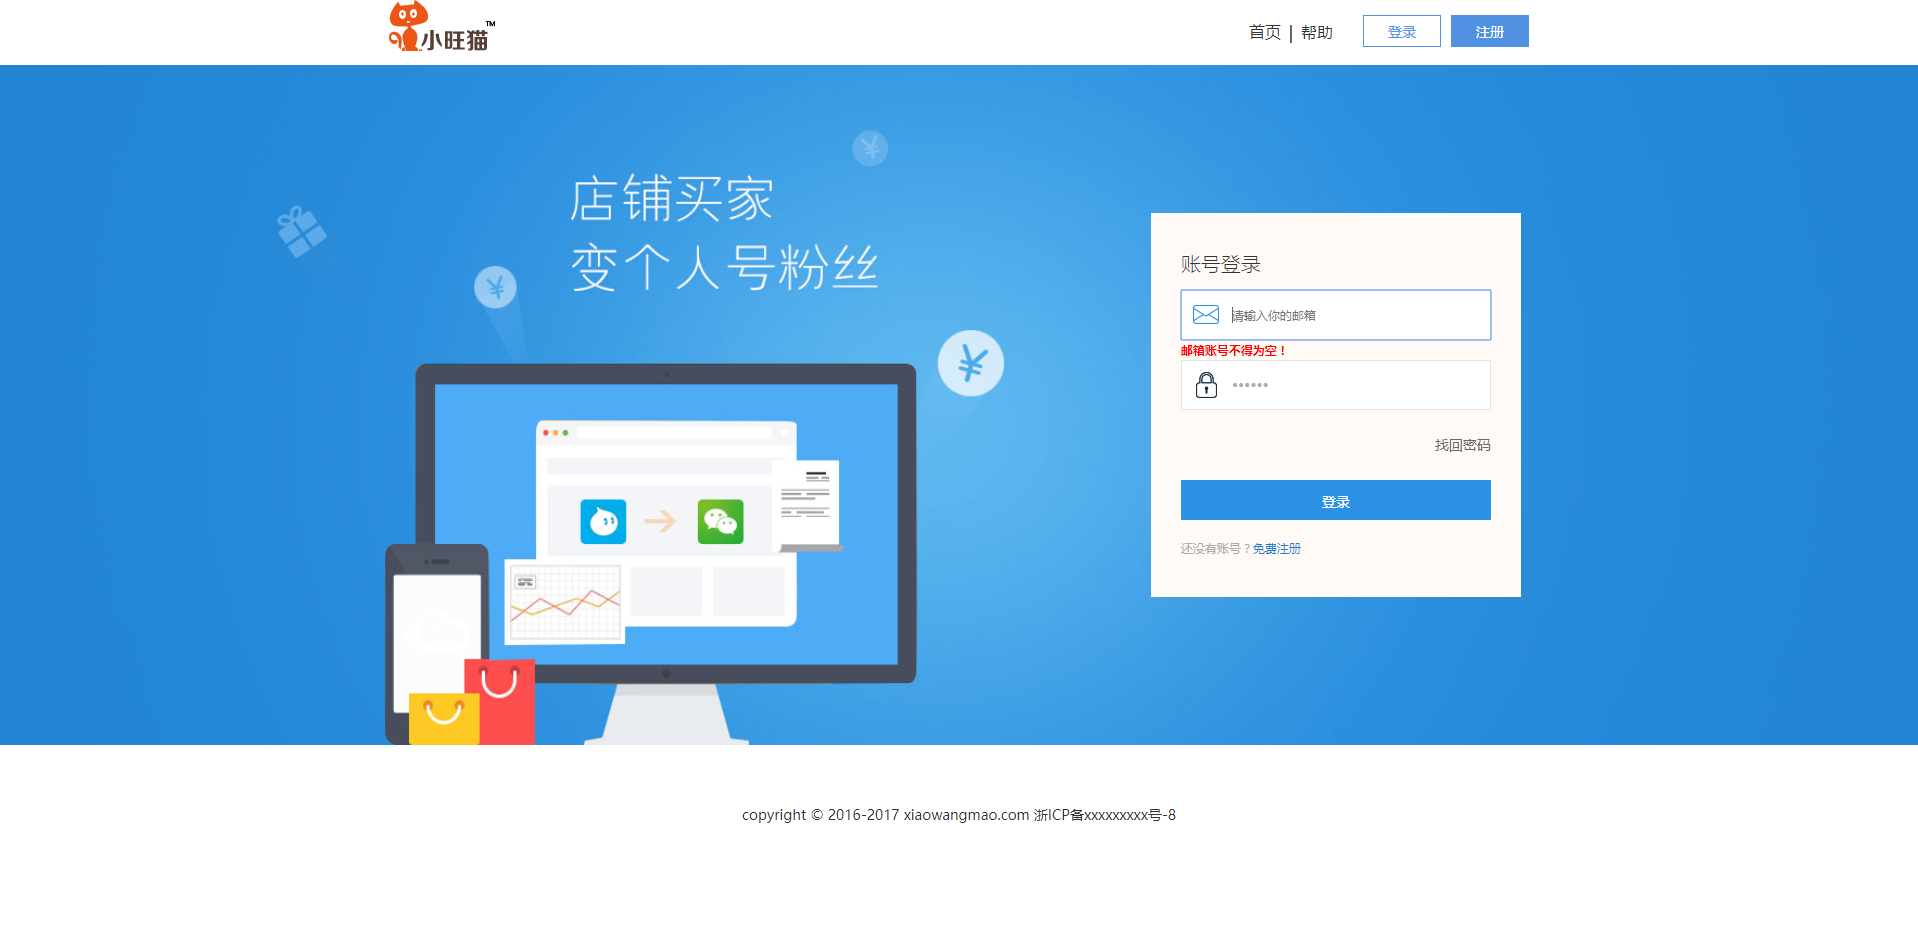 小旺猫™
首页 | 帮助 登录 注册
店铺买家
变个人号粉丝
账号登录
请输入你的邮箱
邮箱账号不得为空！
••••••
找回密码
登录
还没有账号？免费注册
copyright © 2016-2017 xiaowangmao.com 浙ICP备xxxxxxxxx号-8